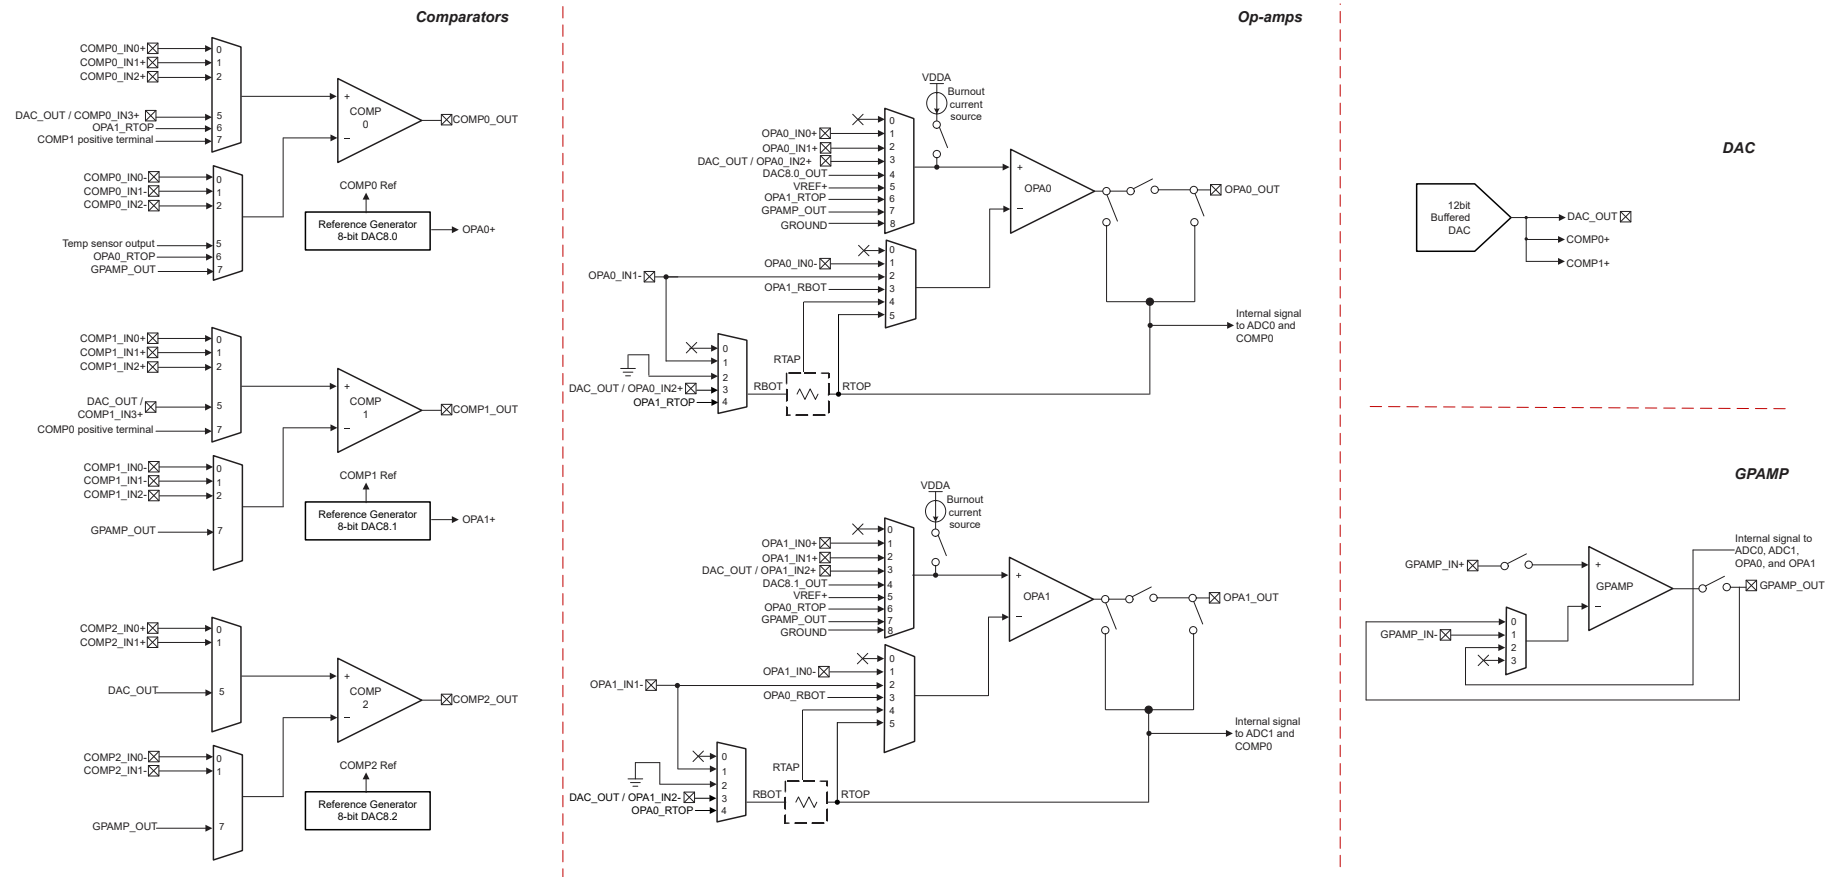 Comparators
COMP0_IN0+
0
COMP0_IN1+
1
COMP0_IN2+
2
DAC_OUT / COMP0_IN3+
5
OPA1_RTOP
6
COMP1 positive terminal
7
+
COMP
0
−
COMP0_OUT
COMP0_IN0-
0
COMP0_IN1-
1
COMP0_IN2-
2
Temp sensor output
5
OPA0_RTOP
6
GPAMP_OUT
7
COMP0 Ref
Reference Generator
8-bit DAC8.0
OPA0+
COMP1_IN0+
0
COMP1_IN1+
1
COMP1_IN2+
2
DAC_OUT /
COMP1_IN3+
5
COMP0 positive terminal
7
+
COMP
1
−
COMP1_OUT
COMP1_IN0-
0
COMP1_IN1-
1
COMP1_IN2-
2
GPAMP_OUT
7
COMP1 Ref
Reference Generator
8-bit DAC8.1
OPA1+
COMP2_IN0+
0
COMP2_IN1+
1
DAC_OUT
5
+
COMP
2
−
COMP2_OUT
COMP2_IN0-
0
COMP2_IN1-
1
GPAMP_OUT
7
COMP2 Ref
Reference Generator
8-bit DAC8.2
Op-amps
VDDA
Burnout
current
source
0
OPA0_IN0+
1
OPA0_IN1+
2
DAC_OUT / OPA0_IN2+
3
DAC8.0_OUT
4
VREF+
5
OPA1_RTOP
6
GPAMP_OUT
7
GROUND
8
+
OPA0
−
OPA0_OUT
0
OPA0_IN0-
1
OPA0_IN1-
2
OPA1_RBOT
3
4
5
0
1
2
DAC_OUT / OPA0_IN2+
3
OPA1_RTOP
4
RBOT
RTAP
RTOP
Internal signal
to ADC0 and
COMP0
VDDA
Burnout
current
source
0
OPA1_IN0+
1
OPA1_IN1+
2
DAC_OUT / OPA1_IN2+
3
DAC8.1_OUT
4
VREF+
5
OPA0_RTOP
6
GPAMP_OUT
7
GROUND
8
+
OPA1
−
OPA1_OUT
0
OPA1_IN0-
1
OPA1_IN1-
2
OPA0_RBOT
3
4
5
0
1
2
DAC_OUT / OPA1_IN2-
3
OPA0_RTOP
4
RBOT
RTAP
RTOP
Internal signal
to ADC1 and
COMP0
DAC
12bit
Buffered
DAC
DAC_OUT
COMP0+
COMP1+
GPAMP
GPAMP_IN+
+
GPAMP
−
Internal signal to
ADC0, ADC1,
OPA0, and OPA1
GPAMP_OUT
0
GPAMP_IN-
1
2
3